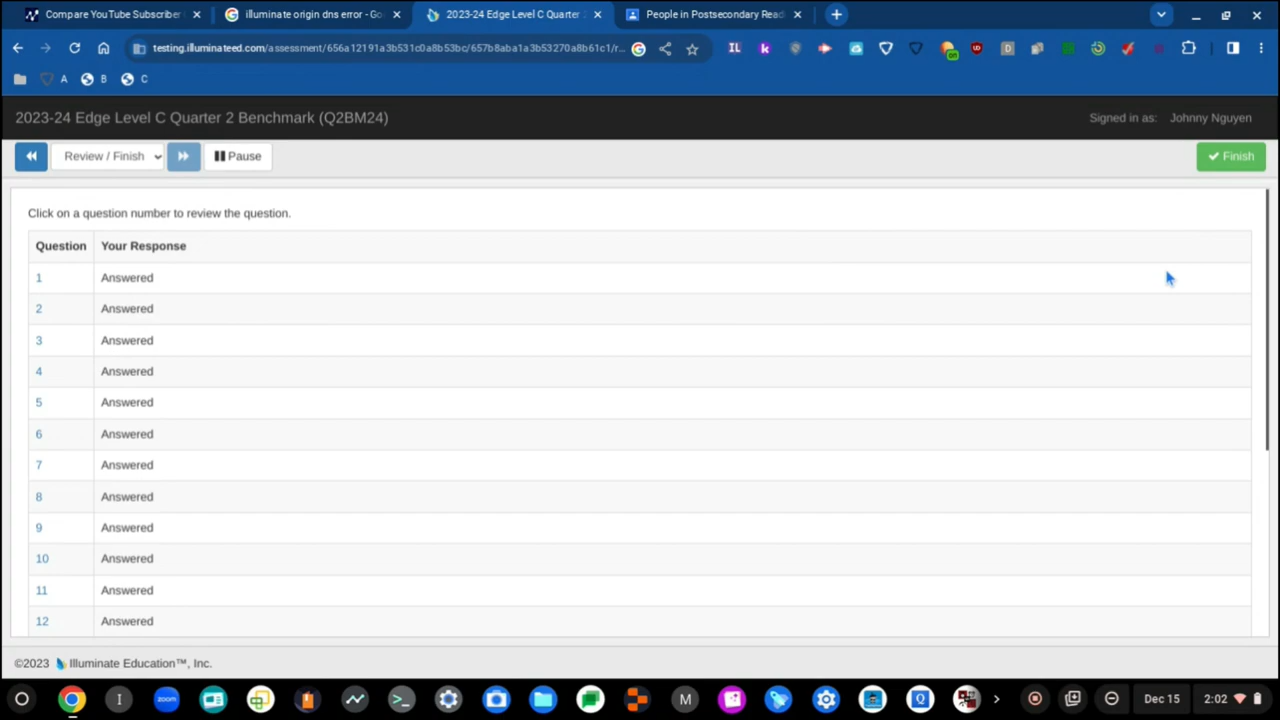 Compare YouTube Subscriber
illuminate origin dns error - Go
2023-24 Edge Level C Quarter
People in Postsecondary Read
testing.illuminateed.com/assessment/656a12191a3b531c0a8b53bc/657b8aba1a3b53270a8b61c1/r...
A B C
2023-24 Edge Level C Quarter 2 Benchmark (Q2BM24)
Signed in as: Johnny Nguyen
Review / Finish
Pause
Finish
Click on a question number to review the question.
Question Your Response
1 Answered
2 Answered
3 Answered
4 Answered
5 Answered
6 Answered
7 Answered
8 Answered
9 Answered
10 Answered
11 Answered
12 Answered
©2023 Illuminate Education™, Inc.
zoom
Dec 15
2:02